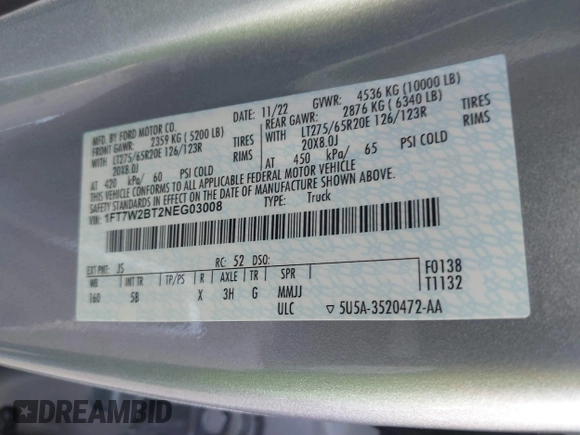 MFD. BY FORD MOTOR CO.
DATE: 11/22 GVWR: 4536 KG (10000 LB)
FRONT GAWR: 2359 KG (5200 LB) REAR GAWR: 2876 KG (6340 LB)
WITH LT275/65R20E 126/123R TIRES WITH LT275/65R20E 126/123R TIRES
20X8.0J RIMS 20X8.0J RIMS
AT 420 kPa/ 60 PSI COLD AT 450 kPa/ 65 PSI COLD
THIS VEHICLE CONFORMS TO ALL APPLICABLE FEDERAL MOTOR VEHICLE
SAFETY STANDARDS IN EFFECT ON THE DATE OF MANUFACTURE SHOWN ABOVE.
VIN: 1FT7W2BT2NEG03008 TYPE: Truck
EXT PNT: JS RC: 52 DSO:
WB INT TR TP/PS R AXLE TR SPR F0138
160 SB X 3H G MMJJ T1132
ULC ▽ 5U5A-3520472-AA
DREAMBID